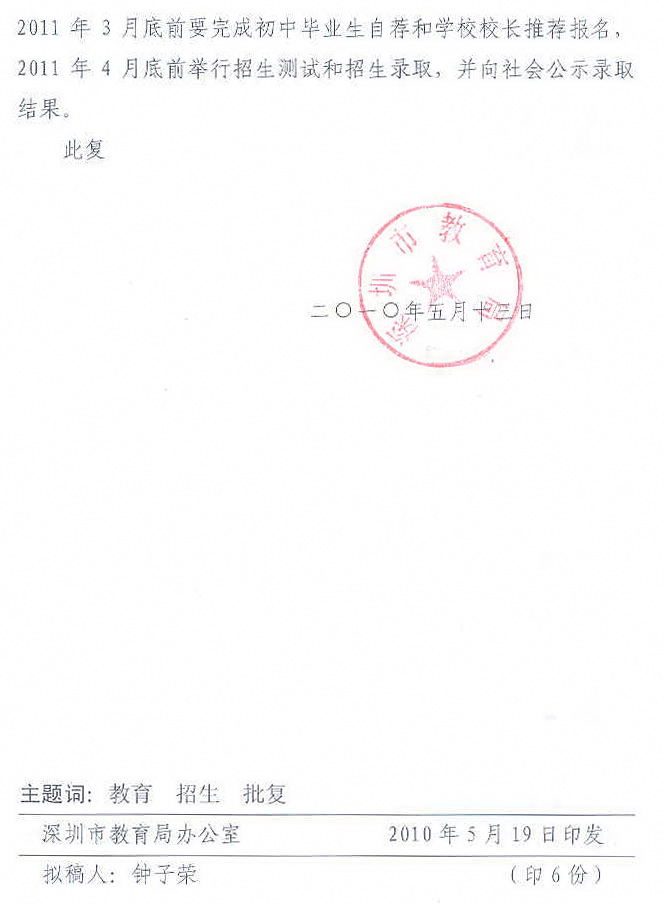 2011 年 3 月底前要完成初中毕业生自荐和学校校长推荐报名，
2011 年 4 月底前举行招生测试和招生录取，并向社会公示录取
结果。
此复
深圳市教育局
二〇一〇年五月十三日
主题词：教育 招生 批复
深圳市教育局办公室 2010 年 5 月 19 日印发
拟稿人：钟子荣 （印 6 份）